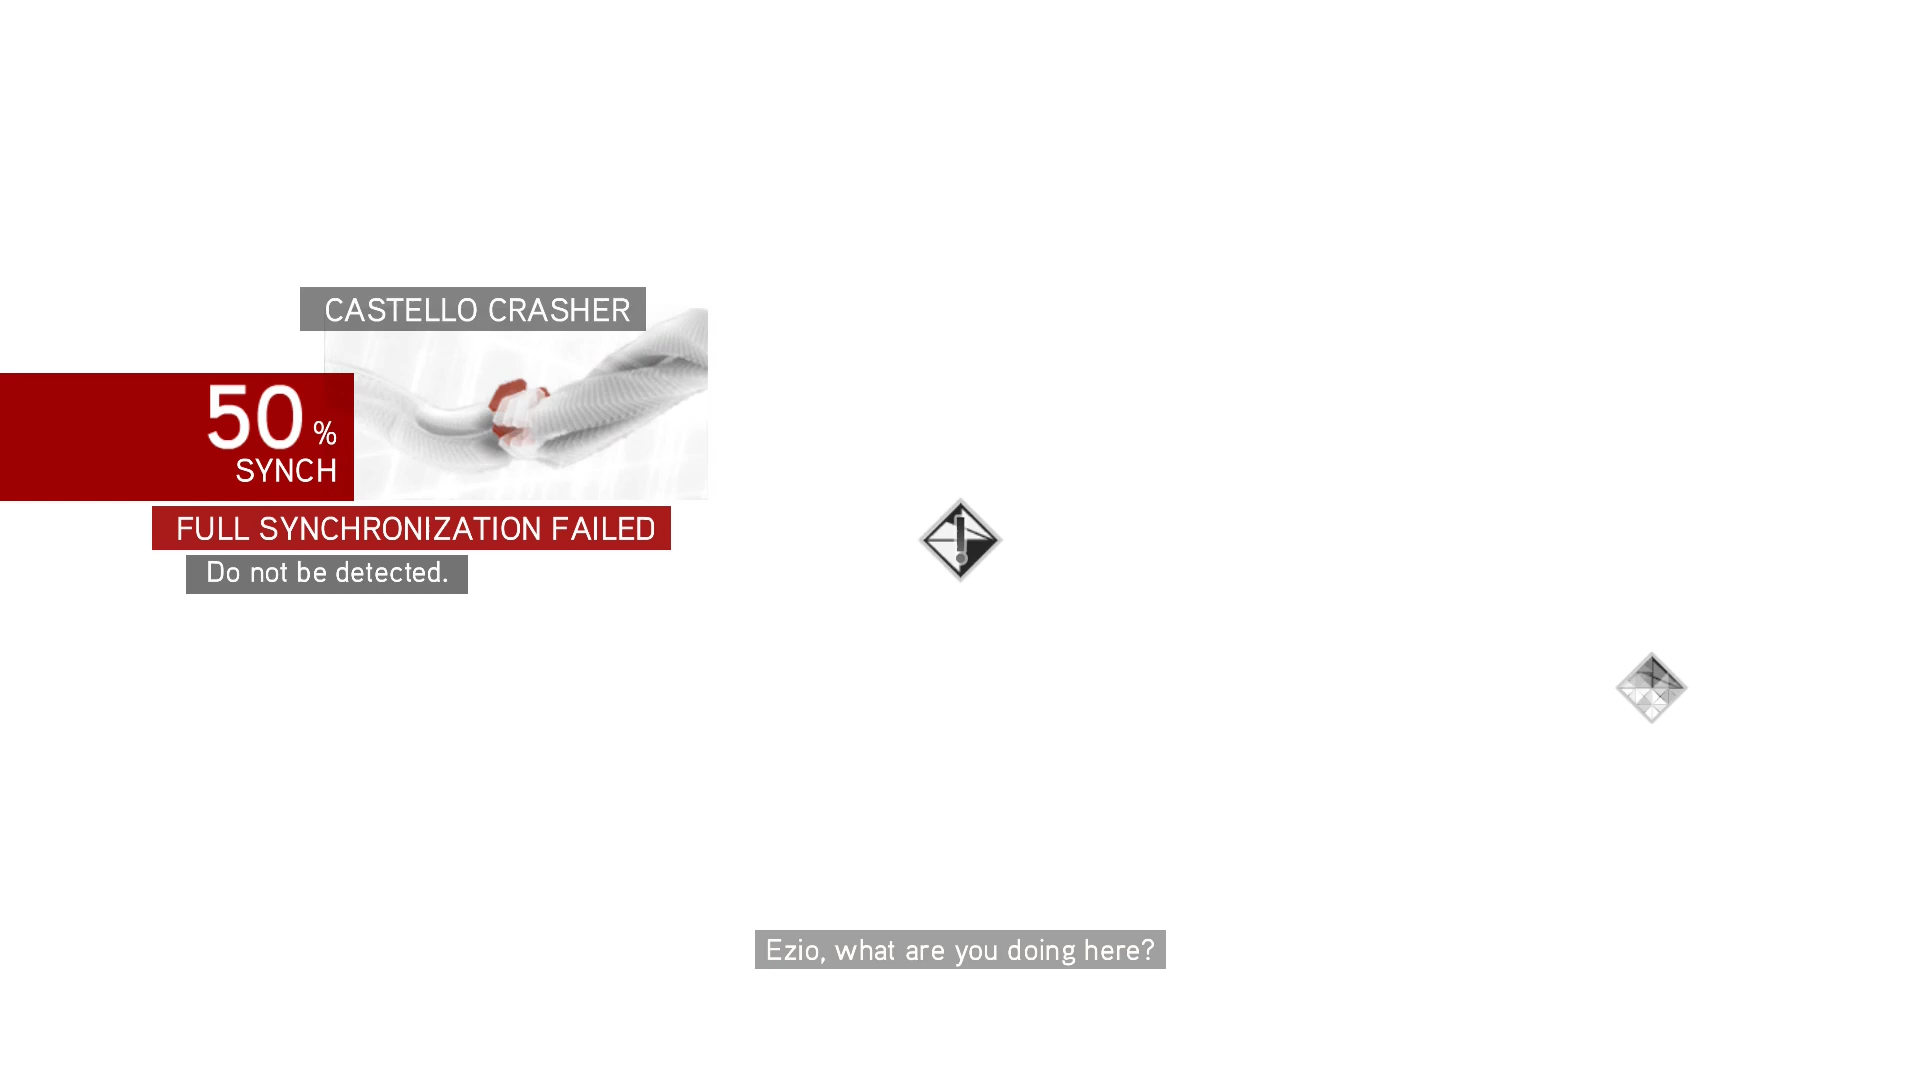 CASTELLO CRASHER
50 %
SYNCH
FULL SYNCHRONIZATION FAILED
Do not be detected.
Ezio, what are you doing here?